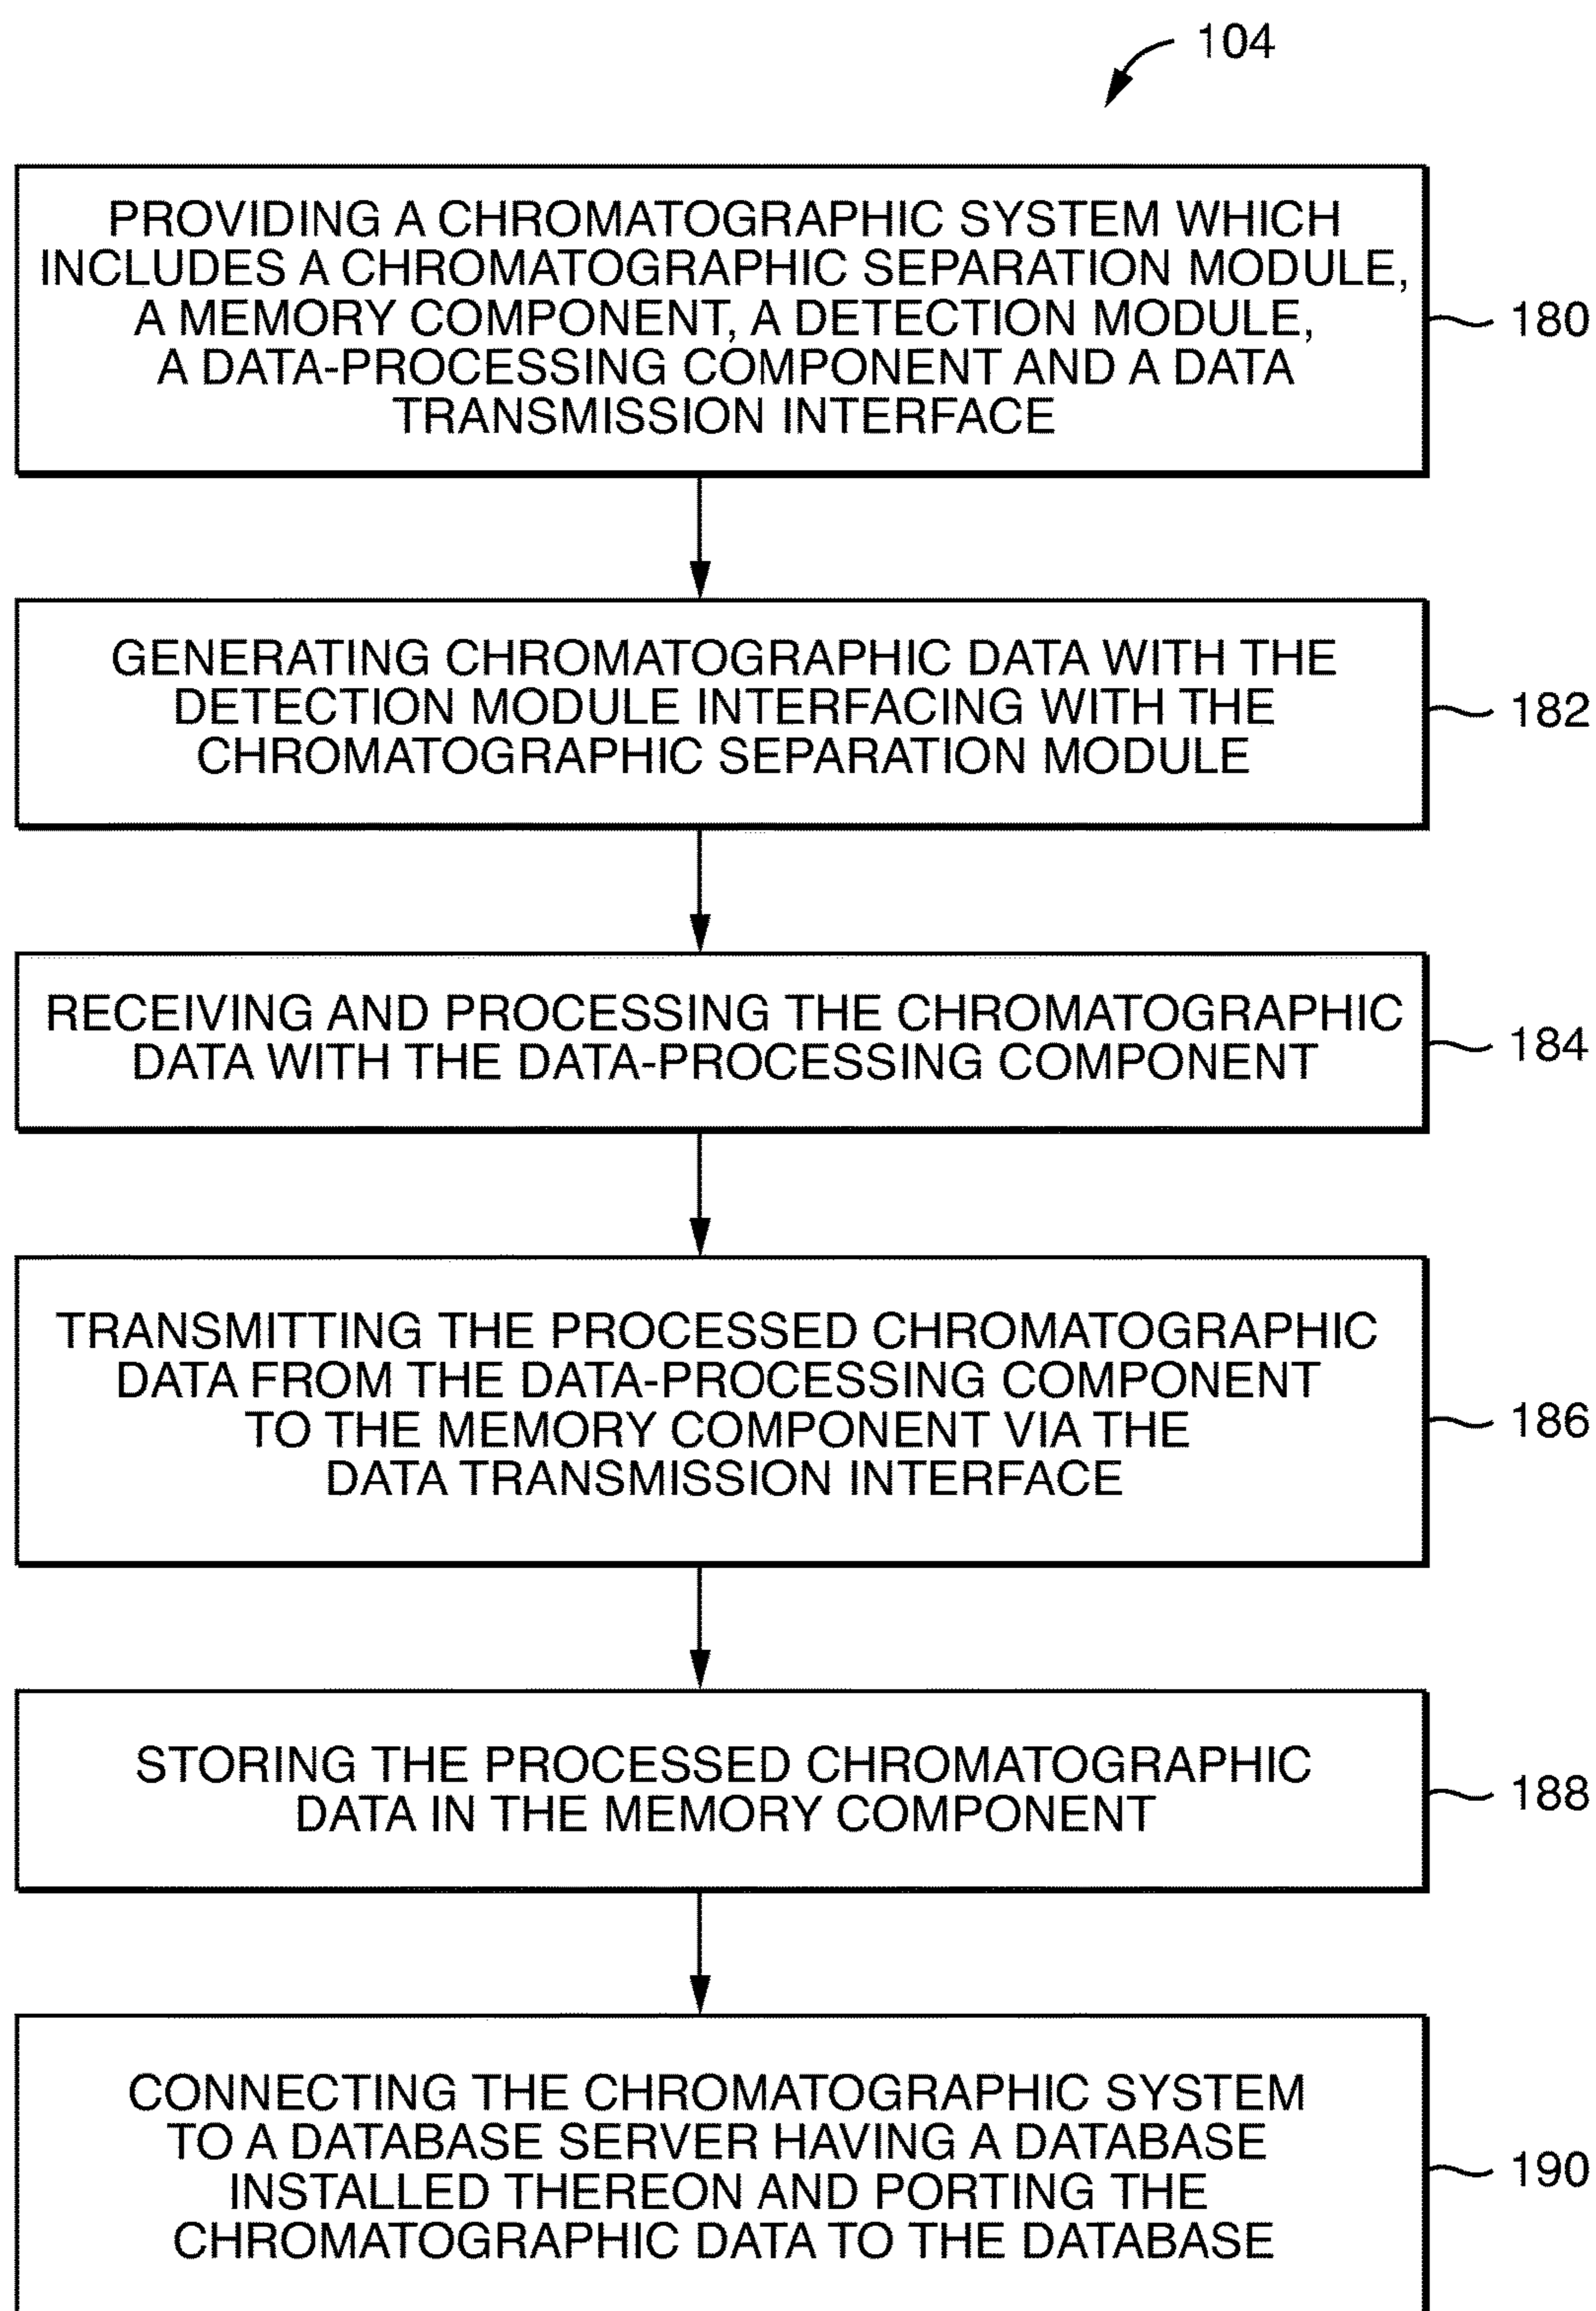 104
PROVIDING A CHROMATOGRAPHIC SYSTEM WHICH
INCLUDES A CHROMATOGRAPHIC SEPARATION MODULE,
A MEMORY COMPONENT, A DETECTION MODULE,
A DATA-PROCESSING COMPONENT AND A DATA
TRANSMISSION INTERFACE
180
GENERATING CHROMATOGRAPHIC DATA WITH THE
DETECTION MODULE INTERFACING WITH THE
CHROMATOGRAPHIC SEPARATION MODULE
182
RECEIVING AND PROCESSING THE CHROMATOGRAPHIC
DATA WITH THE DATA-PROCESSING COMPONENT
184
TRANSMITTING THE PROCESSED CHROMATOGRAPHIC
DATA FROM THE DATA-PROCESSING COMPONENT
TO THE MEMORY COMPONENT VIA THE
DATA TRANSMISSION INTERFACE
186
STORING THE PROCESSED CHROMATOGRAPHIC
DATA IN THE MEMORY COMPONENT
188
CONNECTING THE CHROMATOGRAPHIC SYSTEM
TO A DATABASE SERVER HAVING A DATABASE
INSTALLED THEREON AND PORTING THE
CHROMATOGRAPHIC DATA TO THE DATABASE
190